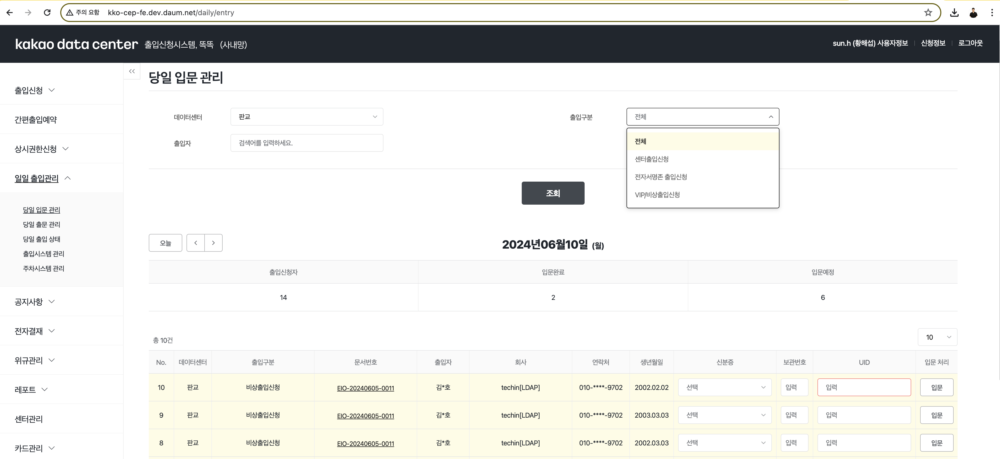 주의 요함 kko-cep-fe.dev.daum.net/daily/entry
kakao data center 출입신청시스템, 똑똑 (사내망)
sun.h (황해섭) 사용자정보 신청정보 로그아웃
출입신청
간편출입예약
상시권한신청
일일 출입관리
당일 입문 관리
당일 출문 관리
당일 출입 상태
출입시스템 관리
주차시스템 관리
공지사항
전자결재
위규관리
레포트
센터관리
카드관리
당일 입문 관리
데이터센터 판교
출입구분 전체
출입자 검색어를 입력하세요.
전체
센터출입신청
전자서명존 출입신청
VIP/비상출입신청
조회
오늘
2024년06월10일 (월)
출입신청자 입문완료 입문예정
14 2 6
총 10건
10
No. 데이터센터 출입구분 문서번호 출입자 회사 연락처 생년월일 신분증 보관번호 UID 입문 처리
10 판교 비상출입신청 EIO-20240605-0011 김*호 techin[LDAP] 010-****-9702 2002.02.02 선택 입력 입력 입문
9 판교 비상출입신청 EIO-20240605-0011 김*호 techin[LDAP] 010-****-9702 2003.03.03 선택 입력 입력 입문
8 판교 비상출입신청 EIO-20240605-0011 김*호 techin[LDAP] 010-****-9702 2002.03.03 선택 입력 입력 입문